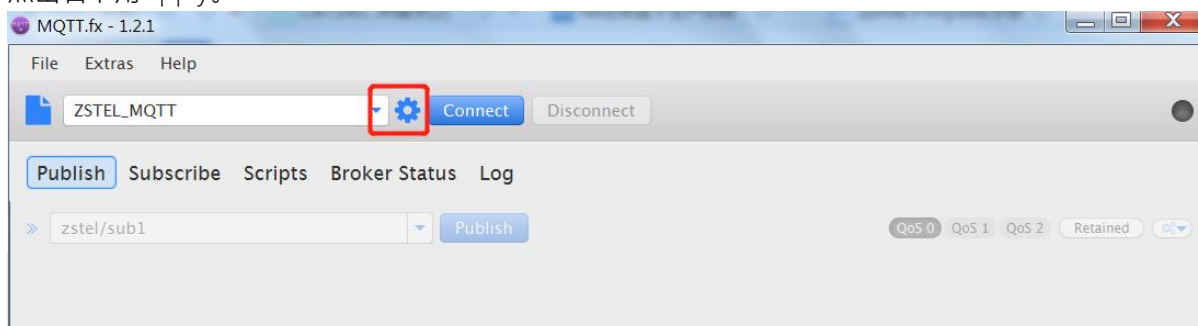 MQTT.fx - 1.2.1
File Extras Help
ZSTEL_MQTT Connect Disconnect
Publish Subscribe Scripts Broker Status Log
» zstel/sub1 Publish QoS 0 QoS 1 QoS 2 Retained